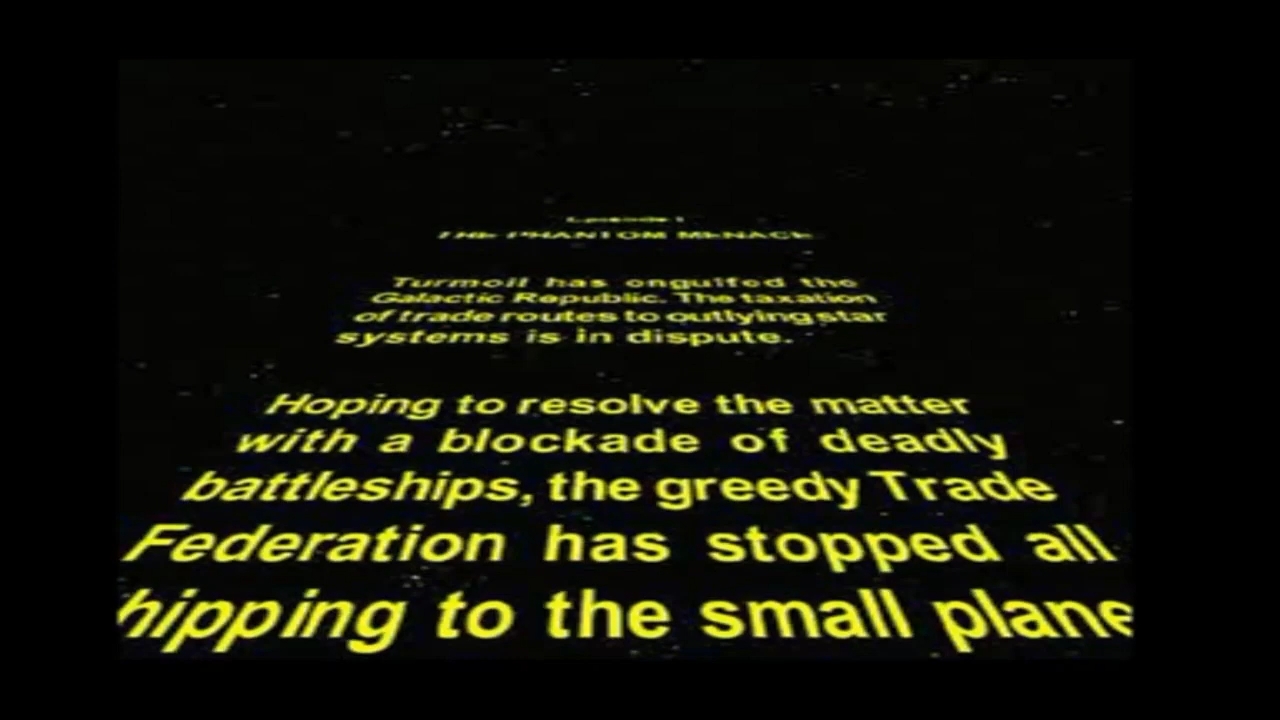 Episode I
THE PHANTOM MENACE
Turmoil has engulfed the
Galactic Republic. The taxation
of trade routes to outlying star
systems is in dispute.
Hoping to resolve the matter
with a blockade of deadly
battleships, the greedy Trade
Federation has stopped all
hipping to the small plane